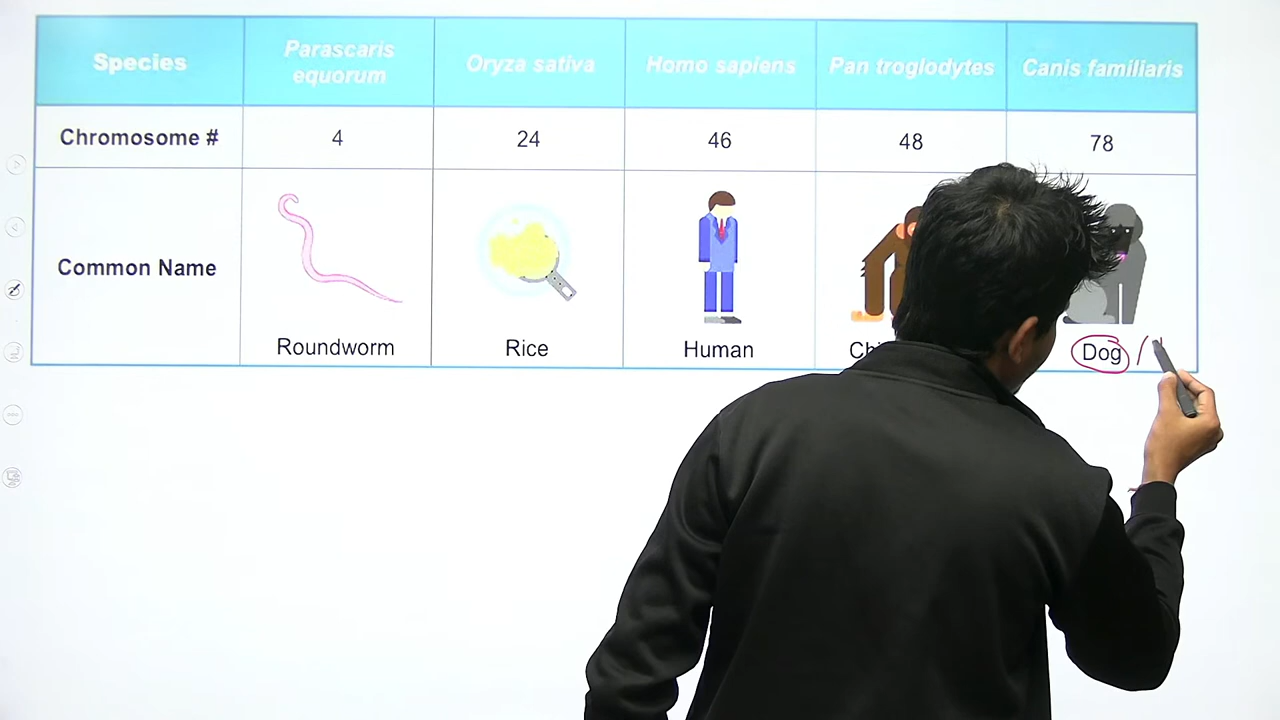 Species Parascaris equorum Oryza sativa Homo sapiens Pan troglodytes Canis familiaris
Chromosome # 4 24 46 48 78
Common Name Roundworm Rice Human Dog /